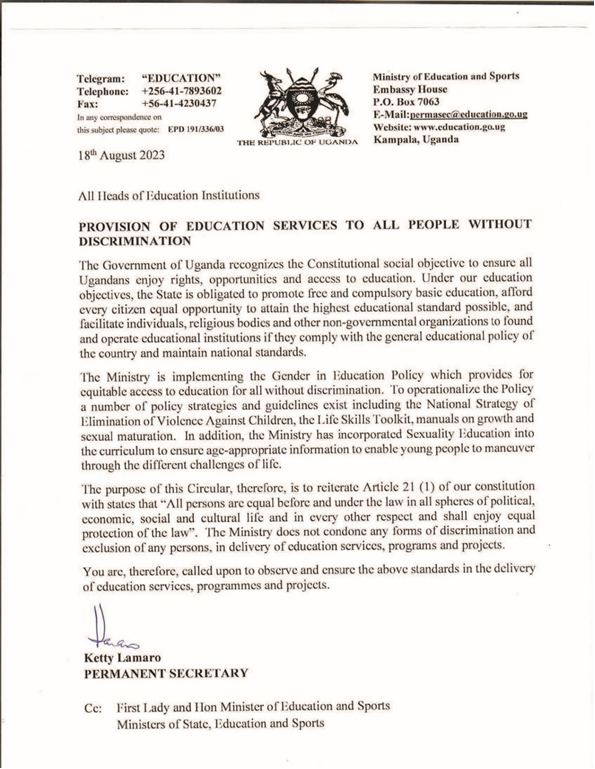 Telegram: "EDUCATION"
Telephone: +256-41-7893602
Fax: +56-41-4230437
In any correspondence on
this subject please quote: EPD 191/336/03
THE REPUBLIC OF UGANDA
Ministry of Education and Sports
Embassy House
P.O. Box 7063
E-Mail:permasec@education.go.ug
Website: www.education.go.ug
Kampala, Uganda
18th August 2023
All Heads of Education Institutions
PROVISION OF EDUCATION SERVICES TO ALL PEOPLE WITHOUT
DISCRIMINATION
The Government of Uganda recognizes the Constitutional social objective to ensure all
Ugandans enjoy rights, opportunities and access to education. Under our education
objectives, the State is obligated to promote free and compulsory basic education, afford
every citizen equal opportunity to attain the highest educational standard possible, and
facilitate individuals, religious bodies and other non-governmental organizations to found
and operate educational institutions if they comply with the general educational policy of
the country and maintain national standards.
The Ministry is implementing the Gender in Education Policy which provides for
equitable access to education for all without discrimination. To operationalize the Policy
a number of policy strategies and guidelines exist including the National Strategy of
Elimination of Violence Against Children, the Life Skills Toolkit, manuals on growth and
sexual maturation. In addition, the Ministry has incorporated Sexuality Education into
the curriculum to ensure age-appropriate information to enable young people to maneuver
through the different challenges of life.
The purpose of this Circular, therefore, is to reiterate Article 21 (1) of our constitution
with states that "All persons are equal before and under the law in all spheres of political,
economic, social and cultural life and in every other respect and shall enjoy equal
protection of the law". The Ministry does not condone any forms of discrimination and
exclusion of any persons, in delivery of education services, programs and projects.
You are, therefore, called upon to observe and ensure the above standards in the delivery
of education services, programmes and projects.
Ketty Lamaro
PERMANENT SECRETARY
Cc: First Lady and Hon Minister of Education and Sports
Ministers of State, Education and Sports